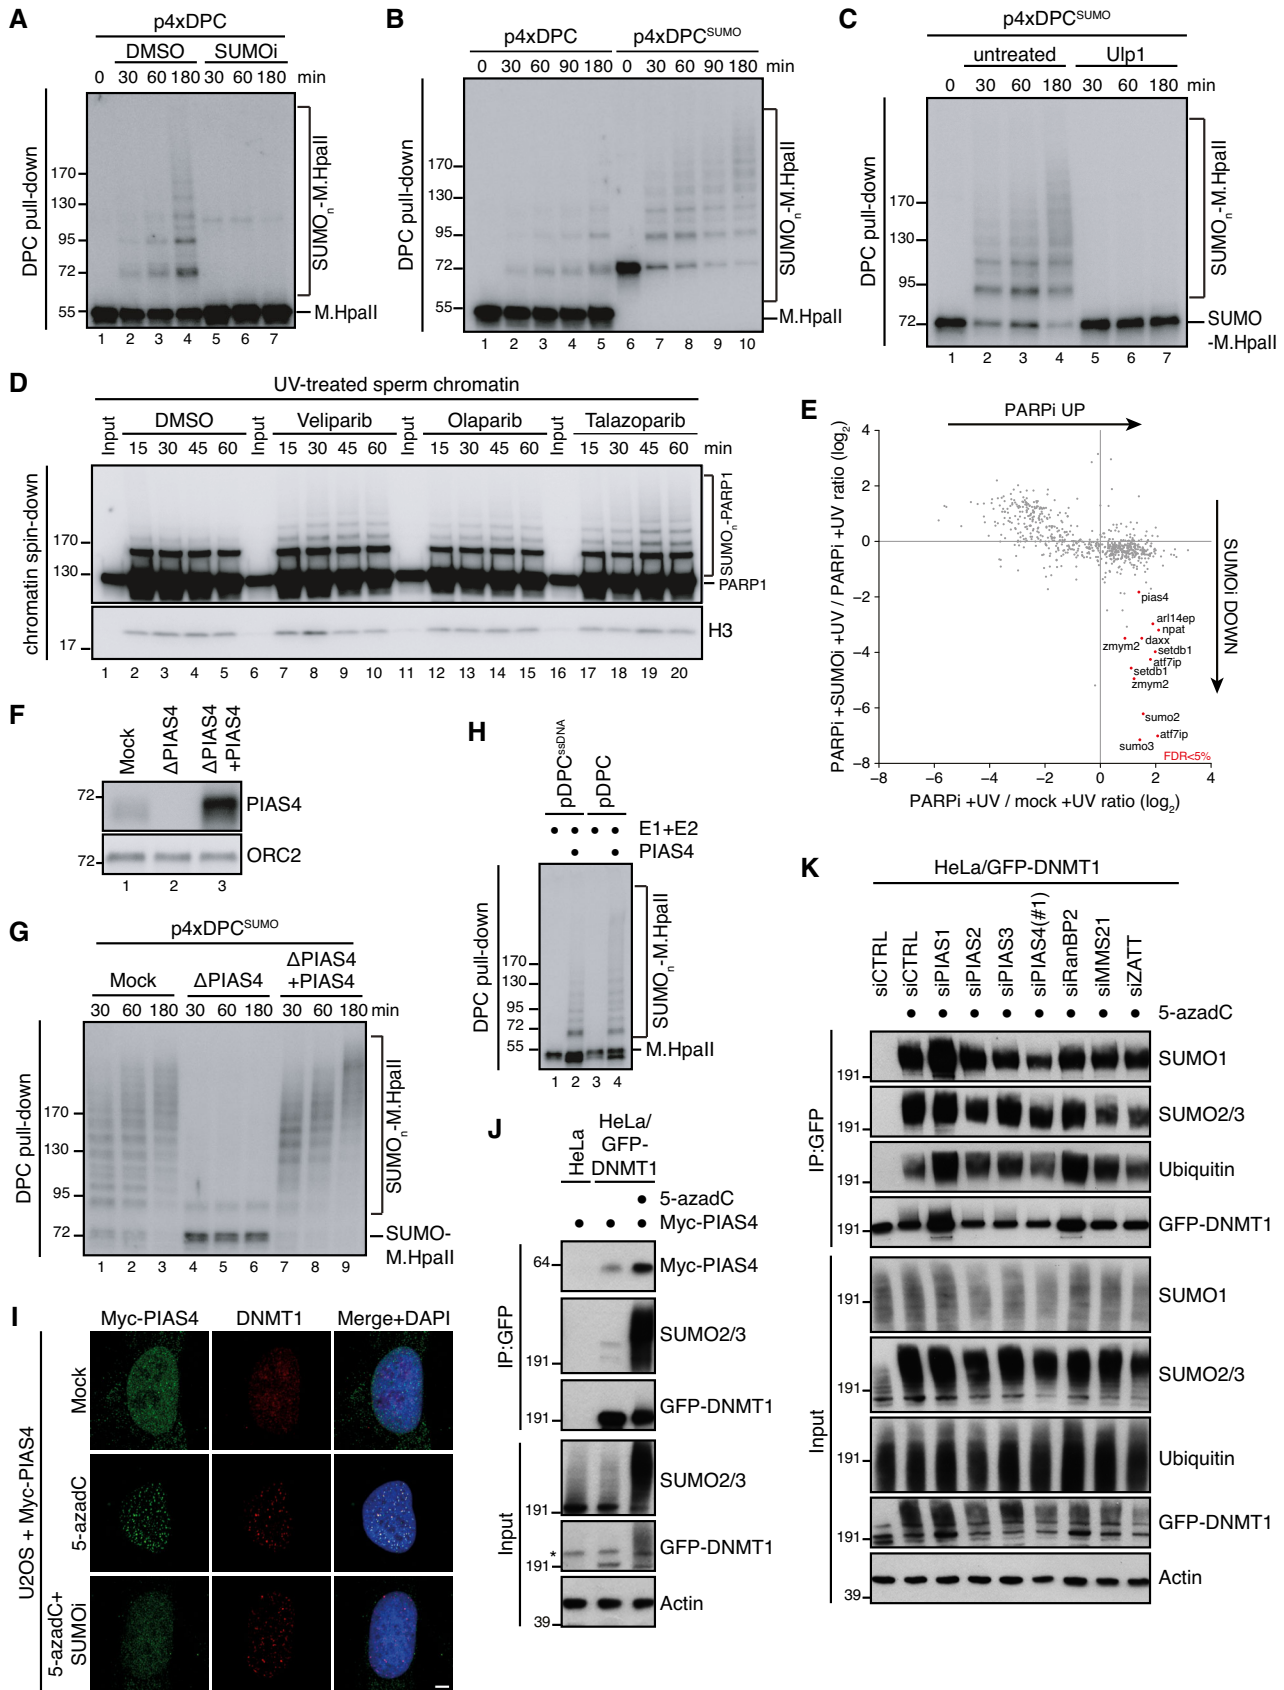 A
p4xDPC
DMSO SUMOi
0 30 60 180 30 60 180 min
DPC pull-down
170
130
95
72
55
SUMOn-M.HpaII
M.HpaII
1 2 3 4 5 6 7
B
p4xDPC p4xDPCSUMO
0 30 60 90 180 0 30 60 90 180 min
DPC pull-down
170
130
95
72
55
SUMOn-M.HpaII
M.HpaII
1 2 3 4 5 6 7 8 9 10
C
p4xDPCSUMO
untreated Ulp1
0 30 60 180 30 60 180 min
DPC pull-down
170
130
95
72
SUMOn-M.HpaII
SUMO
-M.HpaII
1 2 3 4 5 6 7
D
UV-treated sperm chromatin
Input DMSO Input Veliparib Input Olaparib Input Talazoparib
15 30 45 60 15 30 45 60 15 30 45 60 15 30 45 60 min
chromatin spin-down
170
130
17
SUMOn-PARP1
PARP1
H3
1 2 3 4 5 6 7 8 9 10 11 12 13 14 15 16 17 18 19 20
E
PARPi UP
PARPi +SUMOi +UV / PARPi +UV ratio (log2)
4
2
0
−2
−4
−6
−8
SUMOi DOWN
pias4
arl14ep
npat
zmym2
daxx
setdb1
atf7ip
setdb1
zmym2
sumo2
atf7ip
sumo3
FDR<5%
−8 −6 −4 −2 0 2 4
PARPi +UV / mock +UV ratio (log2)
F
Mock
ΔPIAS4
ΔPIAS4
+PIAS4
72
PIAS4
72
ORC2
1 2 3
G
p4xDPCSUMO
Mock ΔPIAS4 ΔPIAS4
+PIAS4
30 60 180 30 60 180 30 60 180 min
DPC pull-down
170
130
95
72
SUMOn-M.HpaII
SUMO-
M.HpaII
1 2 3 4 5 6 7 8 9
H
pDPCssDNA
pDPC
• • • • E1+E2
• • PIAS4
DPC pull-down
170
130
95
72
55
SUMOn-M.HpaII
M.HpaII
1 2 3 4
I
Myc-PIAS4 DNMT1 Merge+DAPI
U2OS + Myc-PIAS4
Mock
5-azadC
5-azadC+
SUMOi
J
HeLa
HeLa/
GFP-
DNMT1
• 5-azadC
• • • Myc-PIAS4
IP:GFP
64
Myc-PIAS4
SUMO2/3
191
GFP-DNMT1
191
Input
SUMO2/3
191
GFP-DNMT1
*
191
Actin
39
K
HeLa/GFP-DNMT1
siCTRL
siCTRL
siPIAS1
siPIAS2
siPIAS3
siPIAS4(#1)
siRanBP2
siMMS21
siZATT
• • • • • • • • 5-azadC
IP:GFP
SUMO1
191
SUMO2/3
191
Ubiquitin
191
GFP-DNMT1
191
Input
SUMO1
191
SUMO2/3
191
Ubiquitin
191
GFP-DNMT1
191
Actin
39